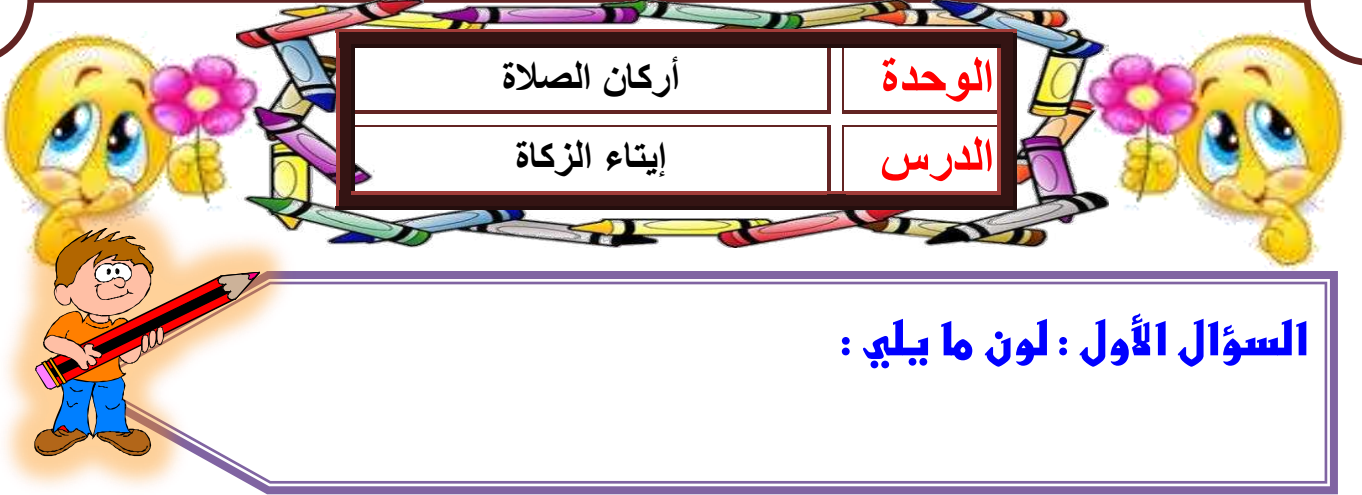 الوحدة أركان الصلاة
الدرس إيتاء الزكاة
السؤال الأول : لون ما يلي :